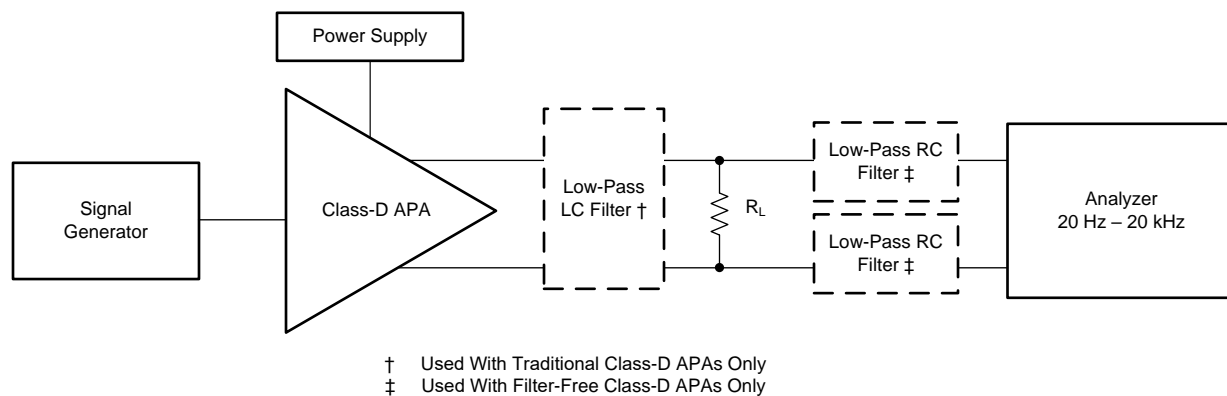 Power Supply
Signal
Generator
Class-D APA
Low-Pass
LC Filter †
R_L
Low-Pass RC
Filter ‡
Low-Pass RC
Filter ‡
Analyzer
20 Hz – 20 kHz
† Used With Traditional Class-D APAs Only
‡ Used With Filter-Free Class-D APAs Only